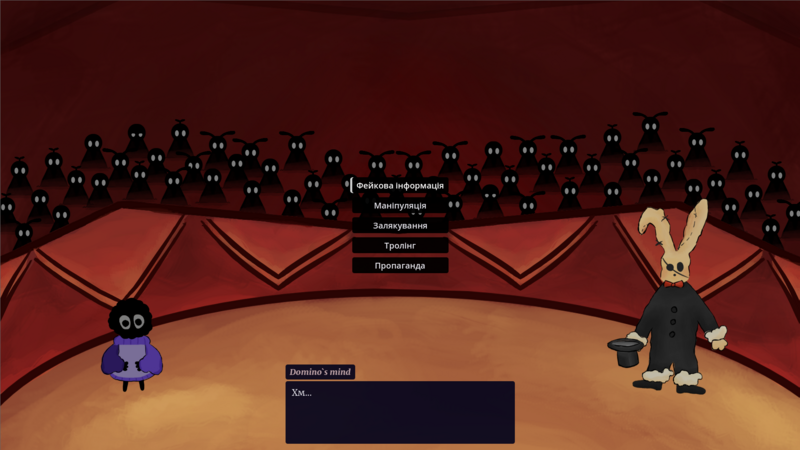 Фейкова інформація
Маніпуляція
Залякування
Тролінг
Пропаганда
Domino`s mind
Хм...